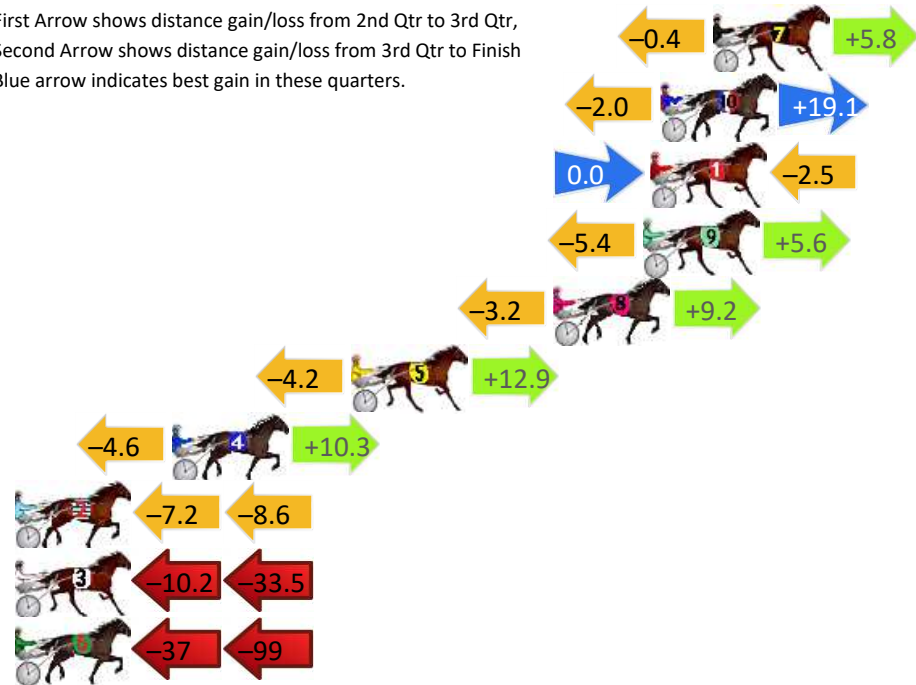 First Arrow shows distance gain/loss from 2nd Qtr to 3rd Qtr,
Second Arrow shows distance gain/loss from 3rd Qtr to Finish
Blue arrow indicates best gain in these quarters.
–0.4 7 +5.8
–2.0 10 +19.1
0.0 1 –2.5
–5.4 9 +5.6
–3.2 8 +9.2
–4.2 5 +12.9
–4.6 4 +10.3
2 –7.2 –8.6
3 –10.2 –33.5
6 –37 –99